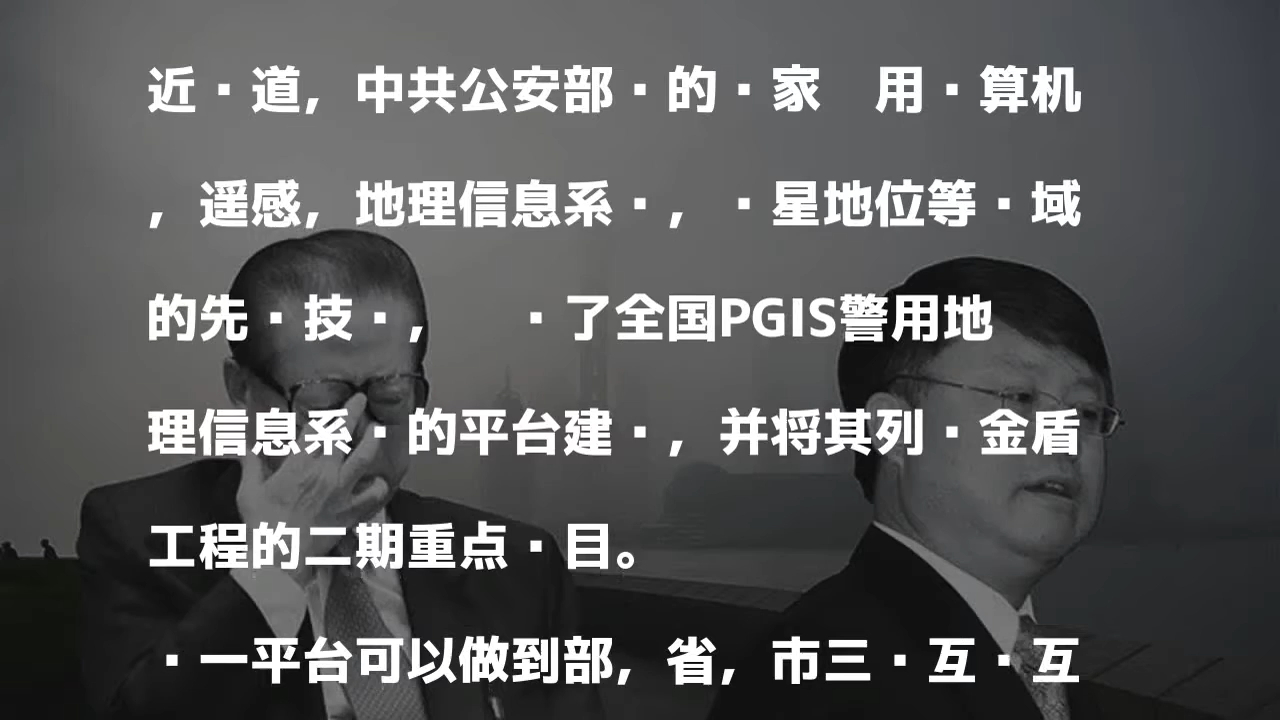 近▪道，中共公安部▪的▪家 用▪算机
，遥感，地理信息系▪，▪星地位等▪域
的先▪技▪， ▪了全国PGIS警用地
理信息系▪的平台建▪，并将其列▪金盾
工程的二期重点▪目。
▪一平台可以做到部，省，市三▪互▪互